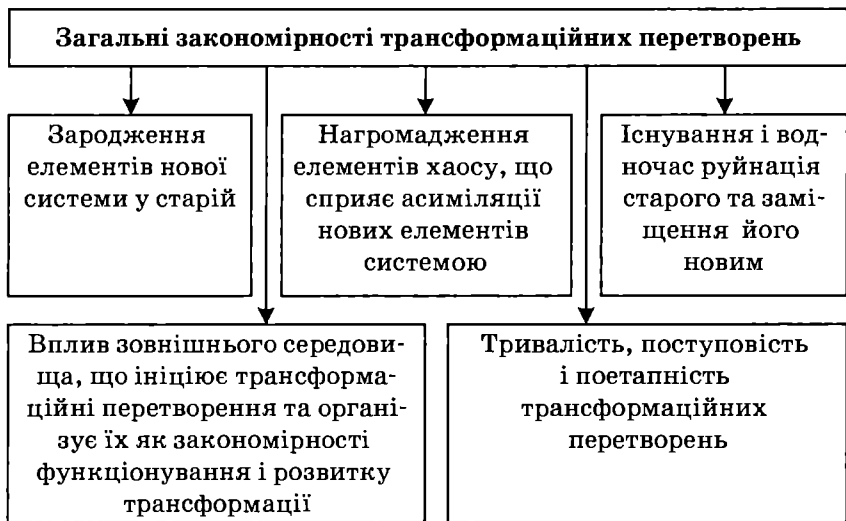 Загальні закономірності трансформаційних перетворень
Зародження
елементів нової
системи у старій
Нагромадження
елементів хаосу, що
сприяє асиміляції
нових елементів
системою
Існування і вод-
ночас руйнація
старого та замі-
щення його
новим
Вплив зовнішнього середови-
ща, що ініціює трансформа-
ційні перетворення та органі-
зує їх як закономірності
функціонування і розвитку
трансформації
Тривалість, поступовість
і поетапність
трансформаційних
перетворень